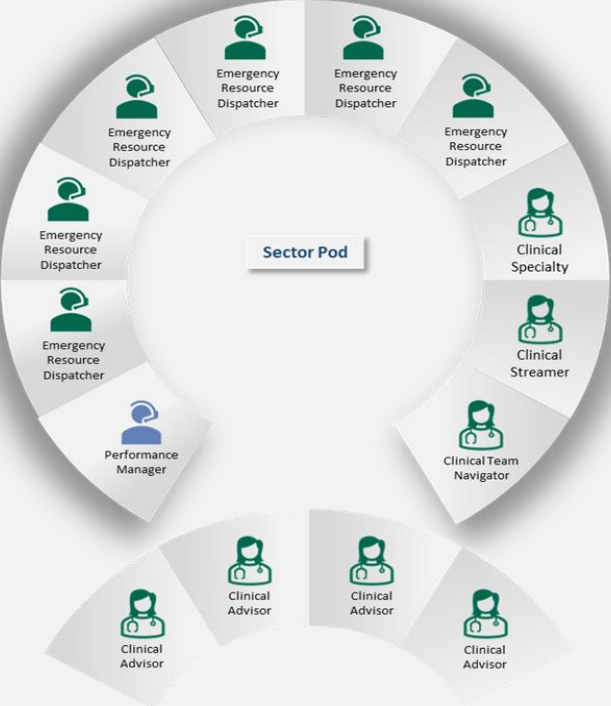 Emergency
Resource
Dispatcher
Emergency
Resource
Dispatcher
Emergency
Resource
Dispatcher
Emergency
Resource
Dispatcher
Emergency
Resource
Dispatcher
Emergency
Resource
Dispatcher
Sector Pod
Clinical
Specialty
Clinical
Streamer
Performance
Manager
Clinical Team
Navigator
Clinical
Advisor
Clinical
Advisor
Clinical
Advisor
Clinical
Advisor